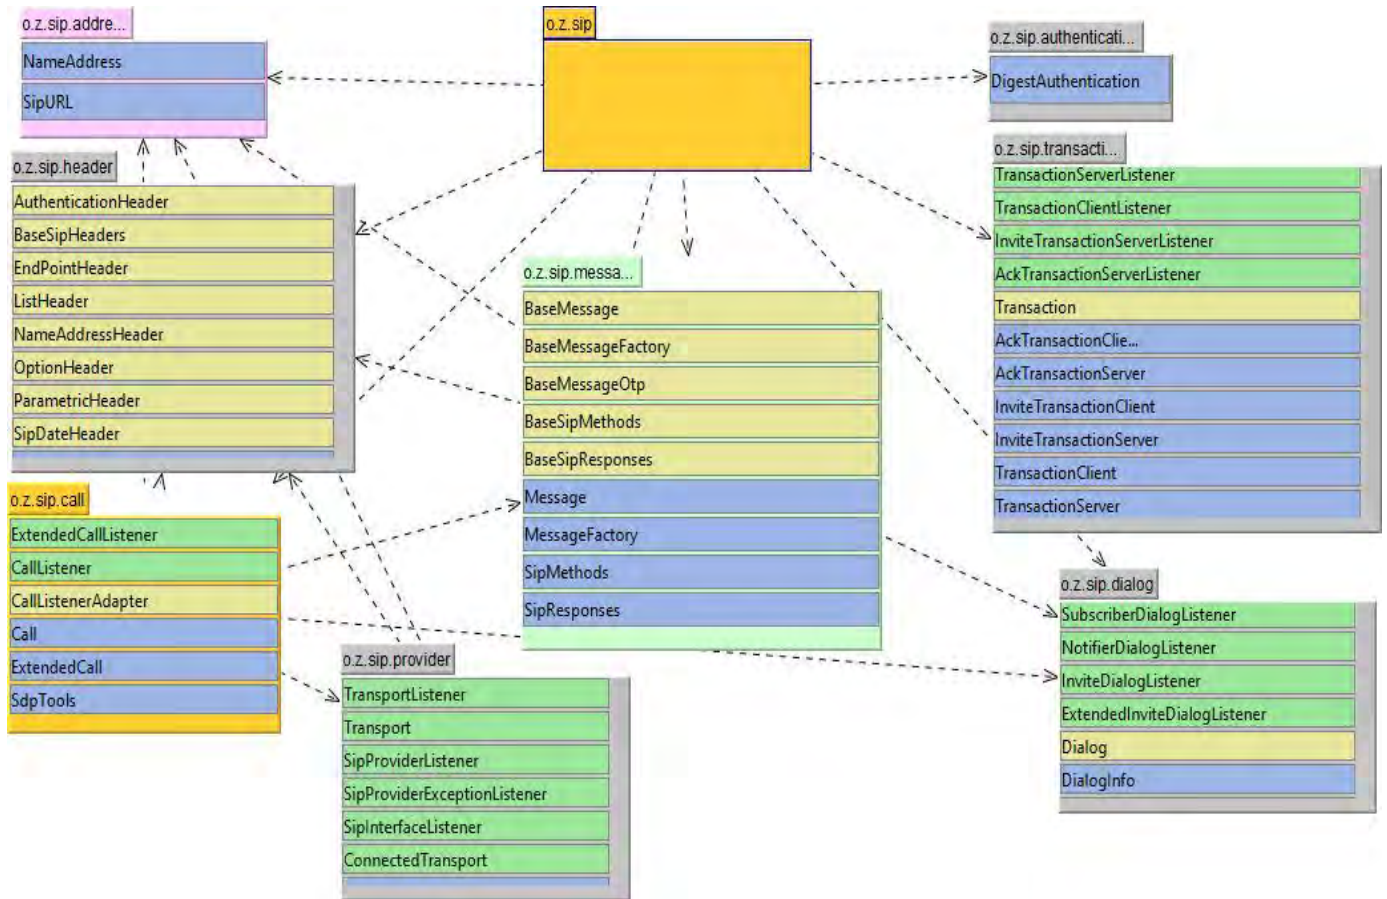 o.z.sip.addre...
NameAddress
SipURL
o.z.sip
o.z.sip.authenticati...
DigestAuthentication
o.z.sip.header
AuthenticationHeader
BaseSipHeaders
EndPointHeader
ListHeader
NameAddressHeader
OptionHeader
ParametricHeader
SipDateHeader
o.z.sip.messa...
BaseMessage
BaseMessageFactory
BaseMessageOtp
BaseSipMethods
BaseSipResponses
Message
MessageFactory
SipMethods
SipResponses
o.z.sip.transacti...
TransactionServerListener
TransactionClientListener
InviteTransactionServerListener
AckTransactionServerListener
Transaction
AckTransactionClie...
AckTransactionServer
InviteTransactionClient
InviteTransactionServer
TransactionClient
TransactionServer
o.z.sip.call
ExtendedCallListener
CallListener
CallListenerAdapter
Call
ExtendedCall
SdpTools
o.z.sip.provider
TransportListener
Transport
SipProviderListener
SipProviderExceptionListener
SipInterfaceListener
ConnectedTransport
o.z.sip.dialog
SubscriberDialogListener
NotifierDialogListener
InviteDialogListener
ExtendedInviteDialogListener
Dialog
DialogInfo